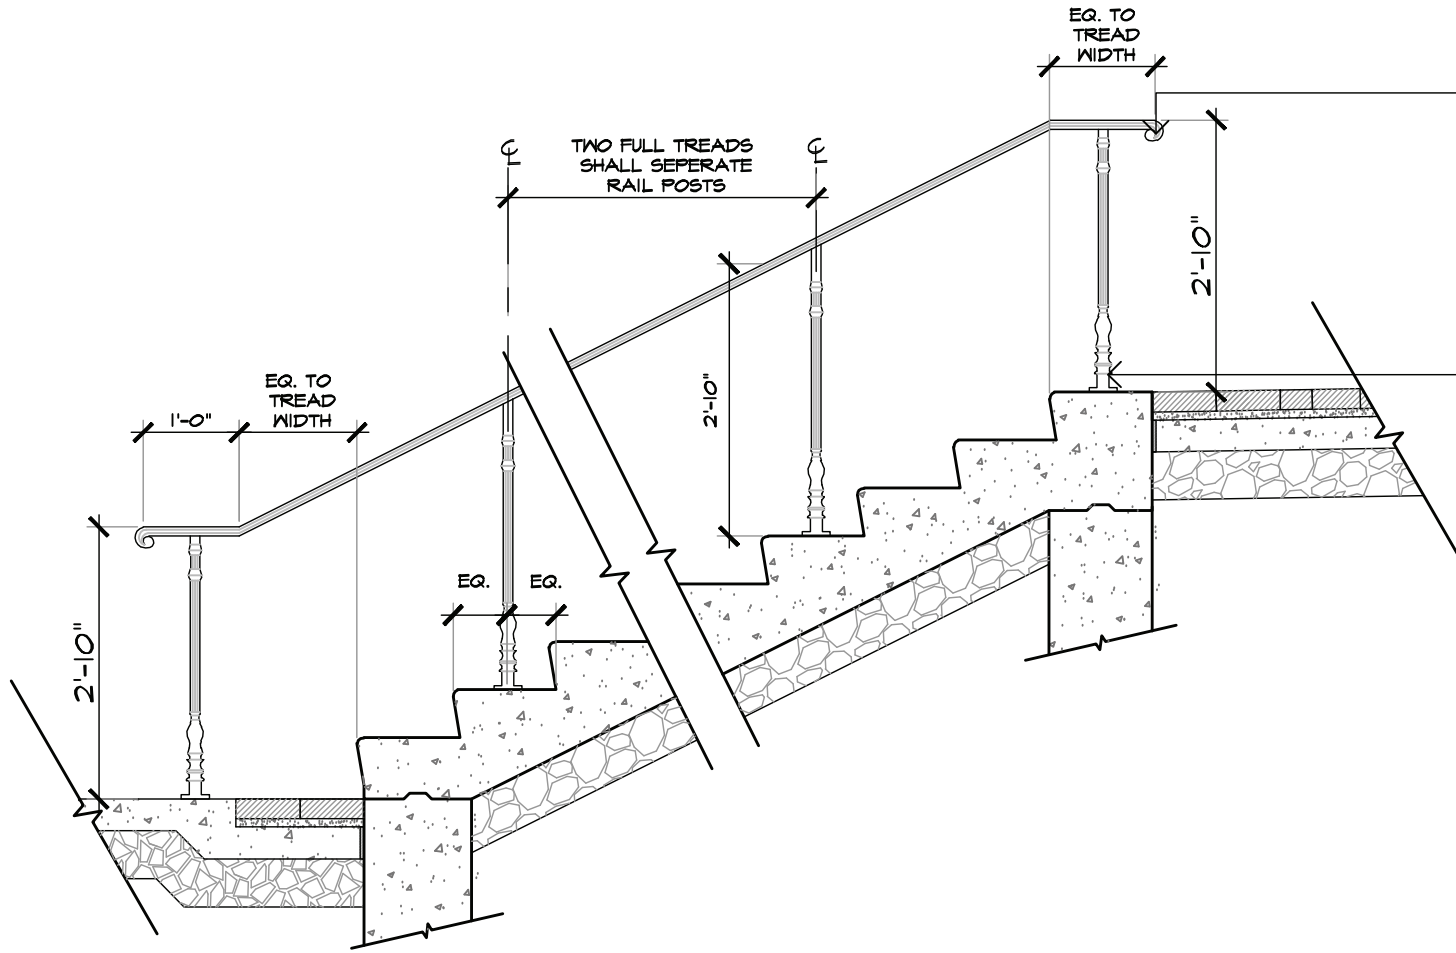 EQ. TO
TREAD
WIDTH
℄
TWO FULL TREADS
SHALL SEPERATE
RAIL POSTS
℄
2'-10"
EQ. TO
TREAD
WIDTH
1'-0"
2'-10"
EQ.
EQ.
2'-10"